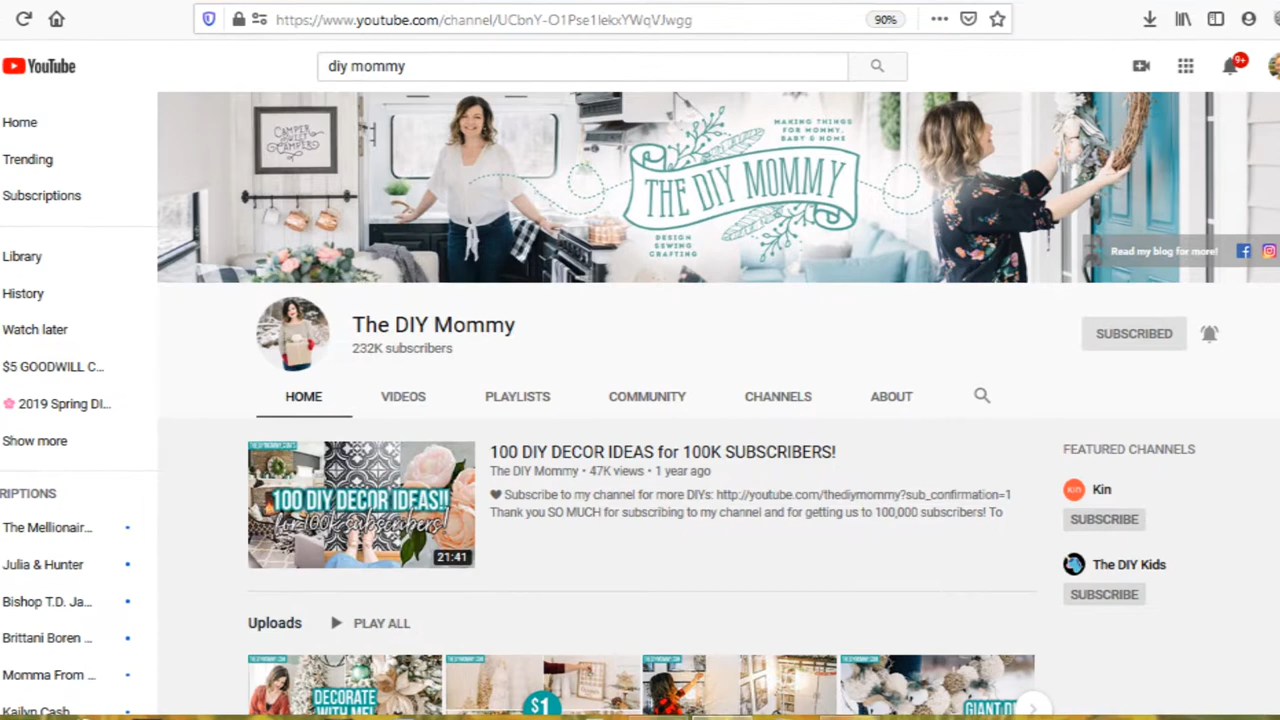 https://www.youtube.com/channel/UCbnY-O1Pse1IekxYWqVJwgg
90%
YouTube
diy mommy
9+
Home
Trending
Subscriptions
Library
History
Watch later
$5 GOODWILL C...
2019 Spring DI...
Show more
RIPTIONS
The Mellionair...
Julia & Hunter
Bishop T.D. Ja...
Brittani Boren ...
Momma From ...
Kailyn Cash
MAKING THINGS
FOR MOMMY,
BABY & HOME
THE DIY MOMMY
DESIGN
SEWING
CRAFTING
Read my blog for more!
The DIY Mommy
232K subscribers
SUBSCRIBED
HOME
VIDEOS
PLAYLISTS
COMMUNITY
CHANNELS
ABOUT
100 DIY DECOR IDEAS!!
for 100k subscribers!
21:41
100 DIY DECOR IDEAS for 100K SUBSCRIBERS!
The DIY Mommy • 47K views • 1 year ago
Subscribe to my channel for more DIYs: http://youtube.com/thediymommy?sub_confirmation=1
Thank you SO MUCH for subscribing to my channel and for getting us to 100,000 subscribers! To
FEATURED CHANNELS
Kin
SUBSCRIBE
The DIY Kids
SUBSCRIBE
Uploads
PLAY ALL
DECORATE
WITH ME!
$1